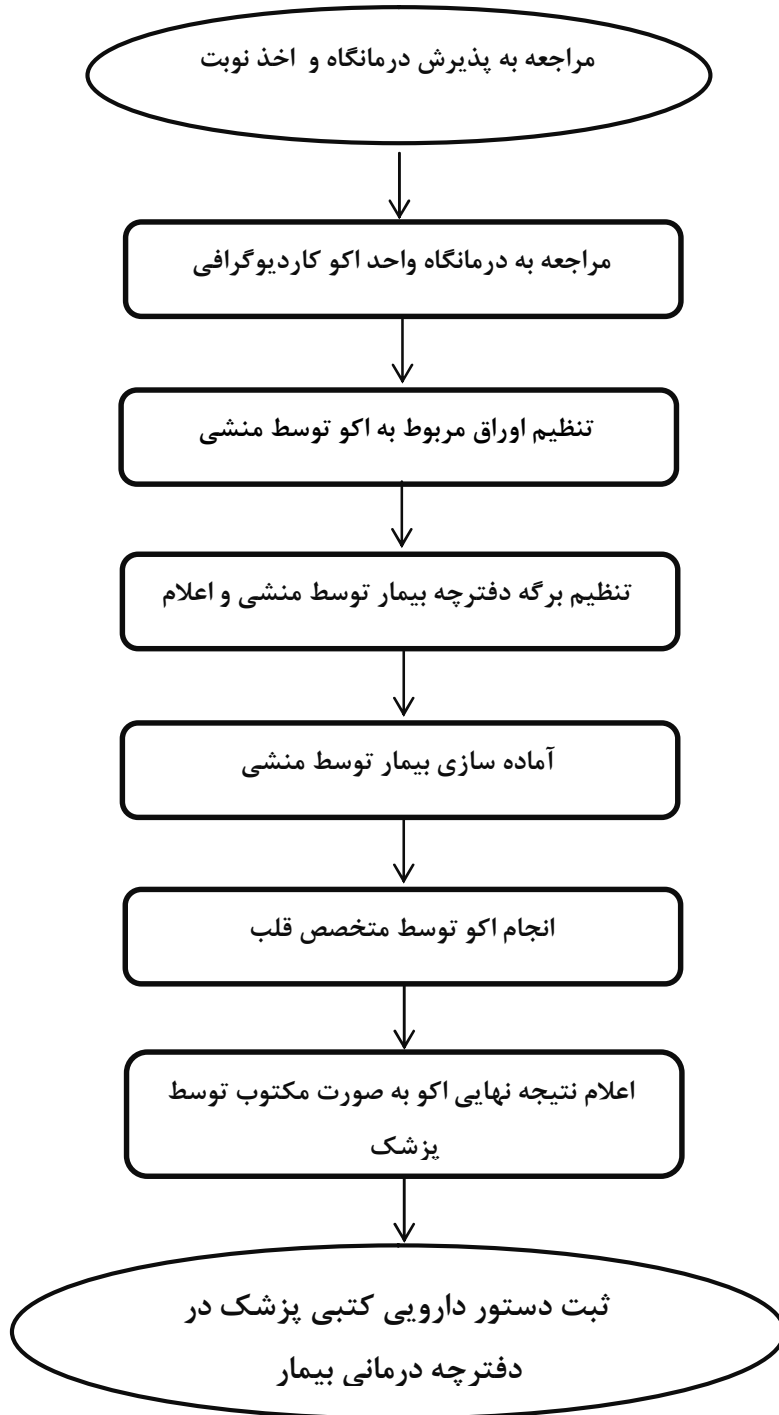 مراجعه به پذیرش درمانگاه و اخذ نوبت
مراجعه به درمانگاه واحد اکو کاردیوگرافی
تنظیم اوراق مربوط به اکو توسط منشی
تنظیم برگه دفترچه بیمار توسط منشی و اعلام
آماده سازی بیمار توسط منشی
انجام اکو توسط متخصص قلب
اعلام نتیجه نهایی اکو به صورت مکتوب توسط
پزشک
ثبت دستور دارویی کتبی پزشک در
دفترچه درمانی بیمار